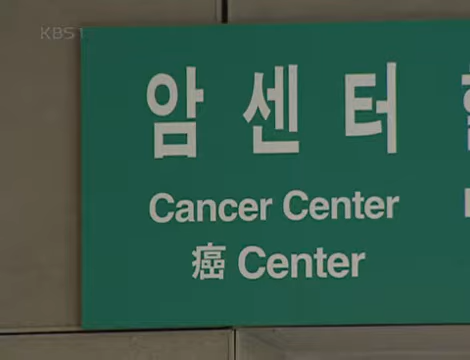 KBS1
암 센 터
Cancer Center
癌 Center